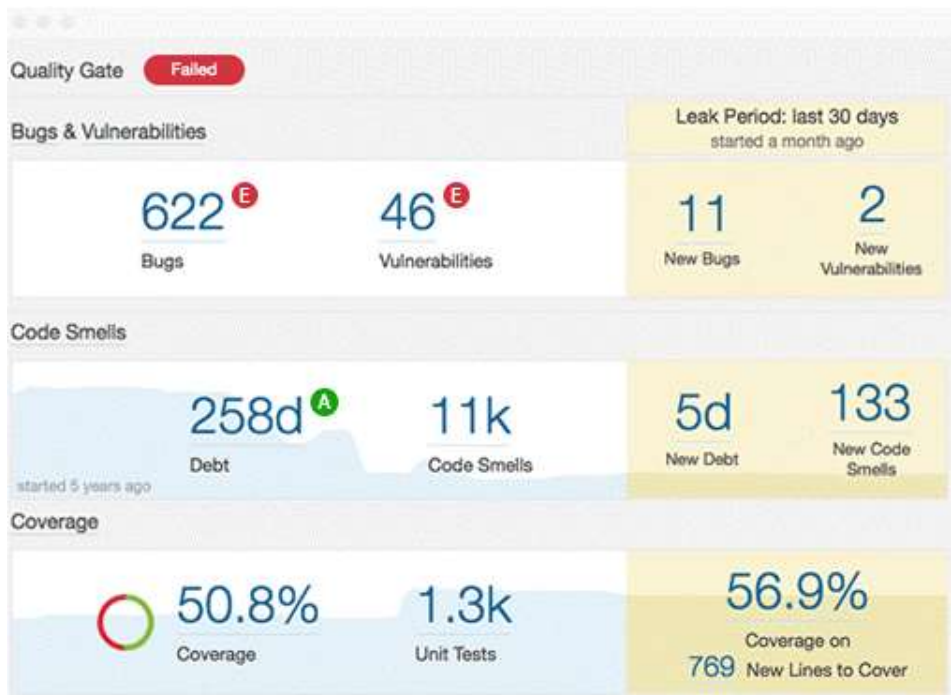 Quality Gate Failed
Bugs & Vulnerabilities
Leak Period: last 30 days
started a month ago
622 E
Bugs
46 E
Vulnerabilities
11
New Bugs
2
New
Vulnerabilities
Code Smells
258d A
Debt
11k
Code Smells
5d
New Debt
133
New Code
Smells
started 5 years ago
Coverage
50.8%
Coverage
1.3k
Unit Tests
56.9%
Coverage on
769 New Lines to Cover